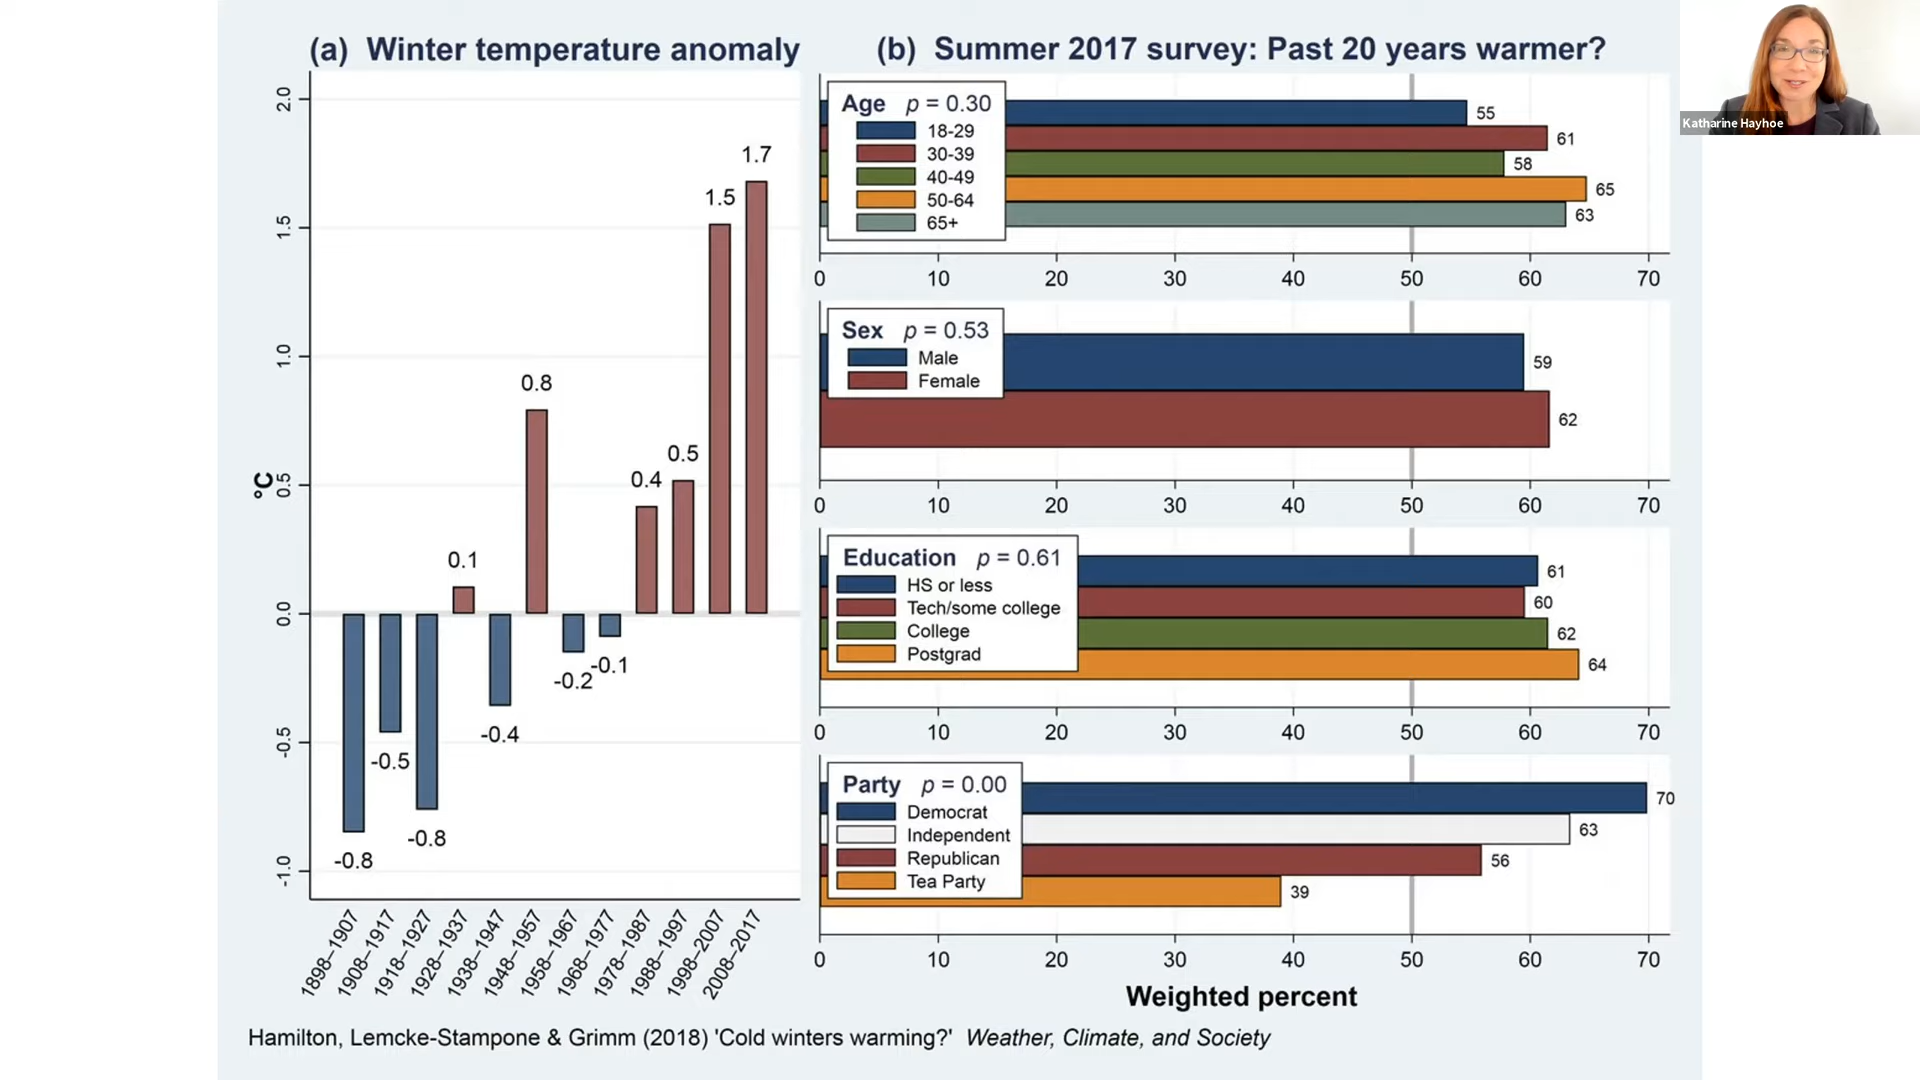 (a) Winter temperature anomaly
°C
2.0
1.5
1.0
0.5
0.0
-0.5
-1.0
-0.8
-0.5
-0.8
0.1
-0.4
0.8
-0.2
-0.1
0.4
0.5
1.5
1.7
1898–1907
1908–1917
1918–1927
1928–1937
1938–1947
1948–1957
1958–1967
1968–1977
1978–1987
1988–1997
1998–2007
2008–2017
(b) Summer 2017 survey: Past 20 years warmer?
Age p = 0.30
18-29
30-39
40-49
50-64
65+
55
61
58
65
63
0 10 20 30 40 50 60 70
Sex p = 0.53
Male
Female
59
62
0 10 20 30 40 50 60 70
Education p = 0.61
HS or less
Tech/some college
College
Postgrad
61
60
62
64
0 10 20 30 40 50 60 70
Party p = 0.00
Democrat
Independent
Republican
Tea Party
70
63
56
39
0 10 20 30 40 50 60 70
Weighted percent
Hamilton, Lemcke-Stampone & Grimm (2018) 'Cold winters warming?' Weather, Climate, and Society
Katharine Hayhoe